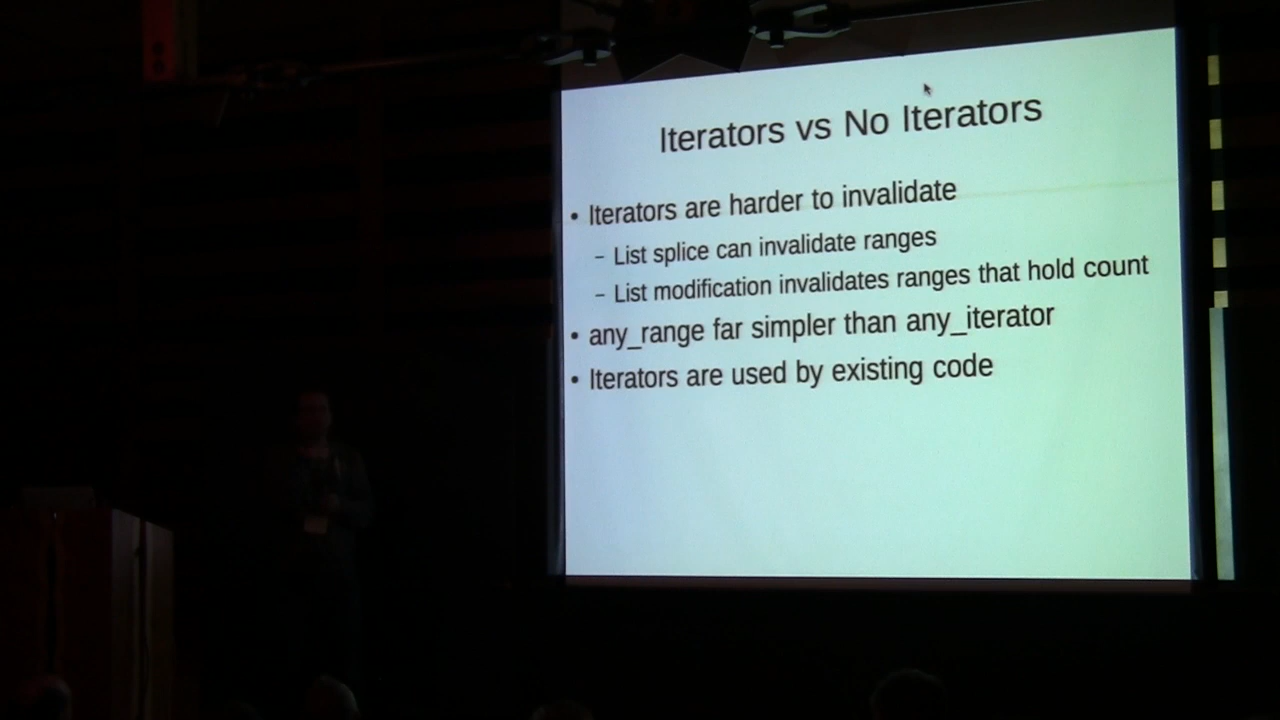 Iterators vs No Iterators
• Iterators are harder to invalidate
– List splice can invalidate ranges
– List modification invalidates ranges that hold count
• any_range far simpler than any_iterator
• Iterators are used by existing code